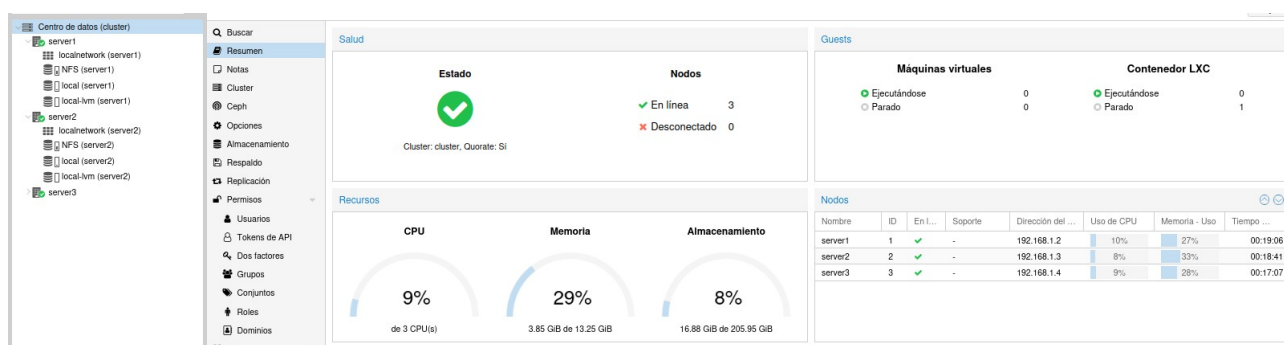 Centro de datos (cluster)
server1
localnetwork (server1)
NFS (server1)
local (server1)
local-lvm (server1)
server2
localnetwork (server2)
NFS (server2)
local (server2)
local-lvm (server2)
server3
Buscar
Resumen
Notas
Cluster
Ceph
Opciones
Almacenamiento
Respaldo
Replicación
Permisos
Usuarios
Tokens de API
Dos factores
Grupos
Conjuntos
Roles
Dominios
Salud
Estado
Cluster: cluster, Quorate: Sí
Nodos
En línea 3
Desconectado 0
Guests
Máquinas virtuales
Ejecutándose 0
Parado 0
Contenedor LXC
Ejecutándose 0
Parado 1
Recursos
CPU
9%
de 3 CPU(s)
Memoria
29%
3.85 GiB de 13.25 GiB
Almacenamiento
8%
16.88 GiB de 205.95 GiB
Nodos
Nombre ID En l... Soporte Dirección del ... Uso de CPU Memoria - Uso Tiempo ...
server1 1 - 192.168.1.2 10% 27% 00:19:06
server2 2 - 192.168.1.3 8% 33% 00:18:41
server3 3 - 192.168.1.4 9% 28% 00:17:07